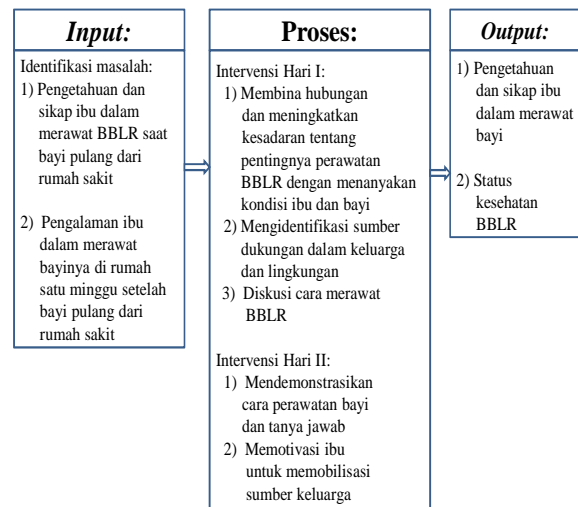 Input:
Identifikasi masalah:
1) Pengetahuan dan
sikap ibu dalam
merawat BBLR saat
bayi pulang dari
rumah sakit
2) Pengalaman ibu
dalam merawat
bayinya di rumah
satu minggu setelah
bayi pulang dari
rumah sakit
Proses:
Intervensi Hari I:
1) Membina hubungan
dan meningkatkan
kesadaran tentang
pentingnya perawatan
BBLR dengan menanyakan
kondisi ibu dan bayi
2) Mengidentifikasi sumber
dukungan dalam keluarga
dan lingkungan
3) Diskusi cara merawat
BBLR
Intervensi Hari II:
1) Mendemonstrasikan
cara perawatan bayi
dan tanya jawab
2) Memotivasi ibu
untuk memobilisasi
sumber keluarga
Output:
1) Pengetahuan
dan sikap ibu
dalam merawat
bayi
2) Status
kesehatan
BBLR